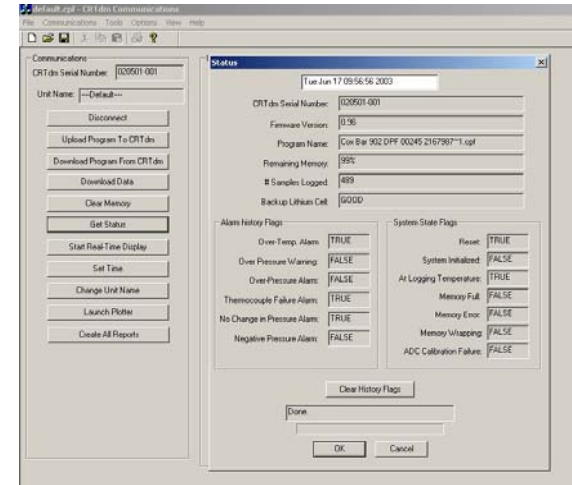 default.cpl - CRTdm Communications
File Communications Tools Options View Help
Communications
CRTdm Serial Number: 020501-001
Unit Name: ---Default---
Disconnect
Upload Program To CRTdm
Download Program From CRTdm
Download Data
Clear Memory
Get Status
Start Real-Time Display
Set Time
Change Unit Name
Launch Plotter
Create All Reports
Status
Tue Jun 17 09:56:56 2003
CRTdm Serial Number: 020501-001
Firmware Version: 0.96
Program Name: Cox Bar 902 DPF 00245 2167987~1.cpf
Remaining Memory: 99%
# Samples Logged: 489
Backup Lithium Cell: GOOD
Alarm history Flags
Over-Temp. Alarm: TRUE
Over Pressure Warning: FALSE
Over-Pressure Alarm: FALSE
Thermocouple Failure Alarm: TRUE
No Change in Pressure Alarm: TRUE
Negative Pressure Alarm: FALSE
System State Flags
Reset: TRUE
System Initialized: FALSE
At Logging Temperature: TRUE
Memory Full: FALSE
Memory Error: FALSE
Memory Wrapping: FALSE
ADC Calibration Failure: FALSE
Clear History Flags
Done.
OK Cancel